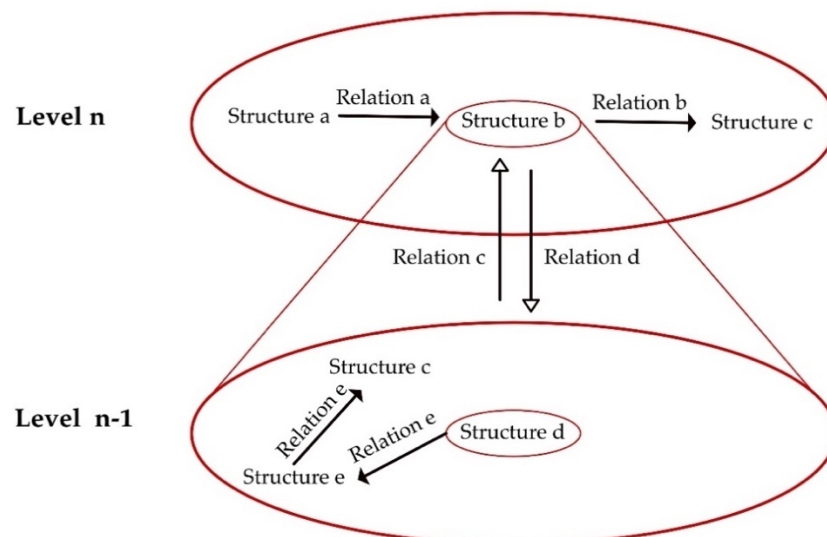 Level n
Structure a
Relation a
Structure b
Relation b
Structure c
Relation c
Relation d
Level n-1
Structure c
Relation e
Structure e
Relation e
Structure d